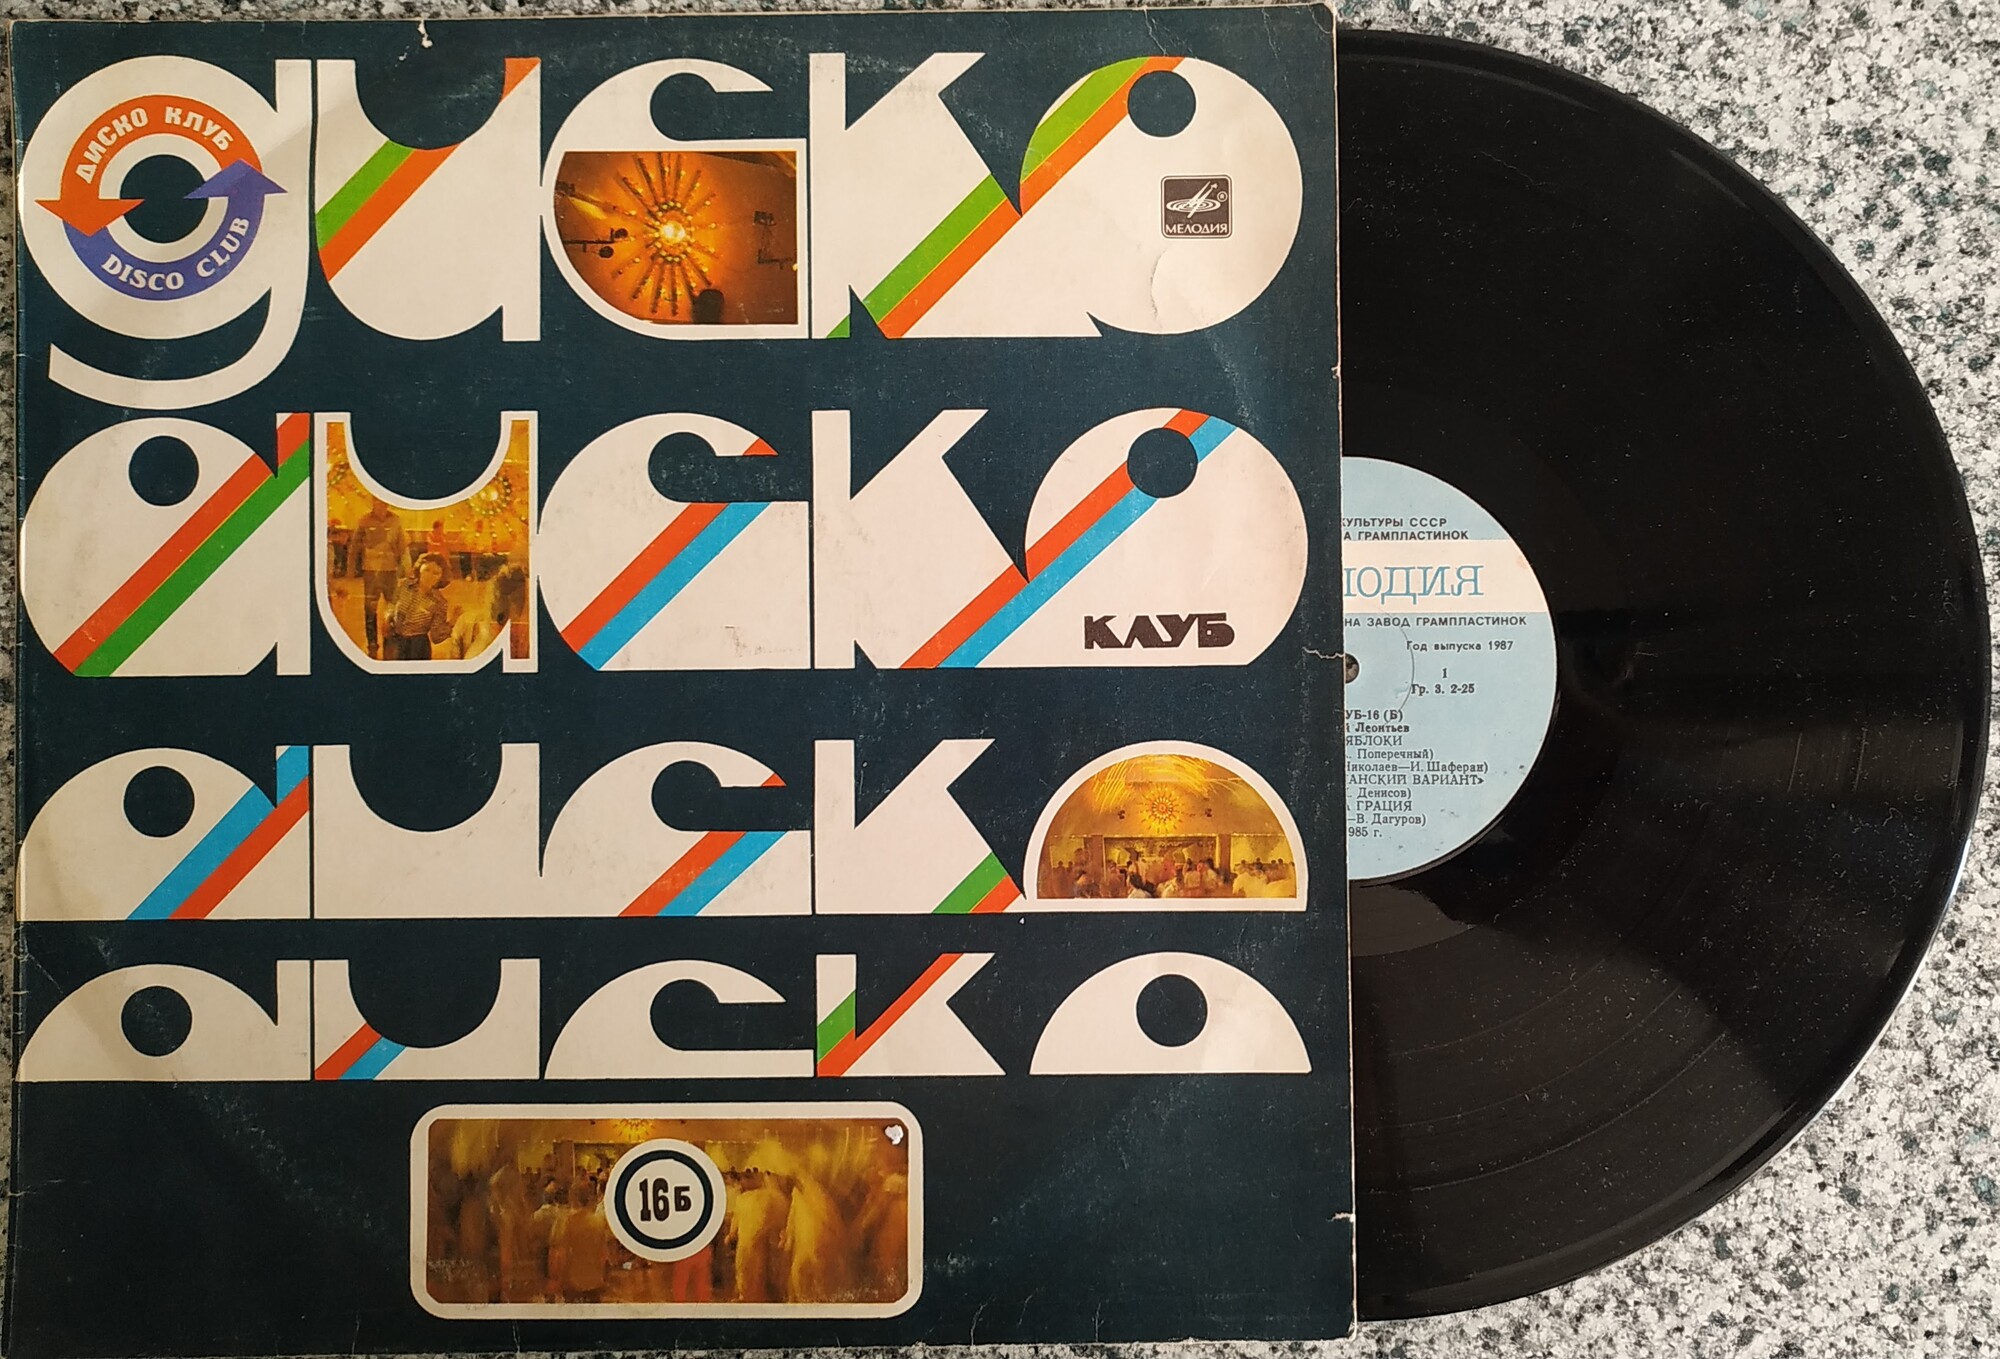 диско
ДИСКО КЛУБ
DISCO CLUB
МЕЛОДИЯ
диско
КЛУБ
диско
диско
16Б
КУЛЬТУРЫ СССР
А ГРАМПЛАСТИНОК
ЛОДИЯ
НА ЗАВОД ГРАМПЛАСТИНОК
Год выпуска 1987
1
Гр. 3. 2-25
УБ-16 (Б)
й Леонтьев
ЯБЛОКИ
. Поперечный)
Николаев—И. Шаферан)
АНСКИЙ ВАРИАНТ»
. Денисов)
А ГРАЦИЯ
—В. Дагуров)
985 г.